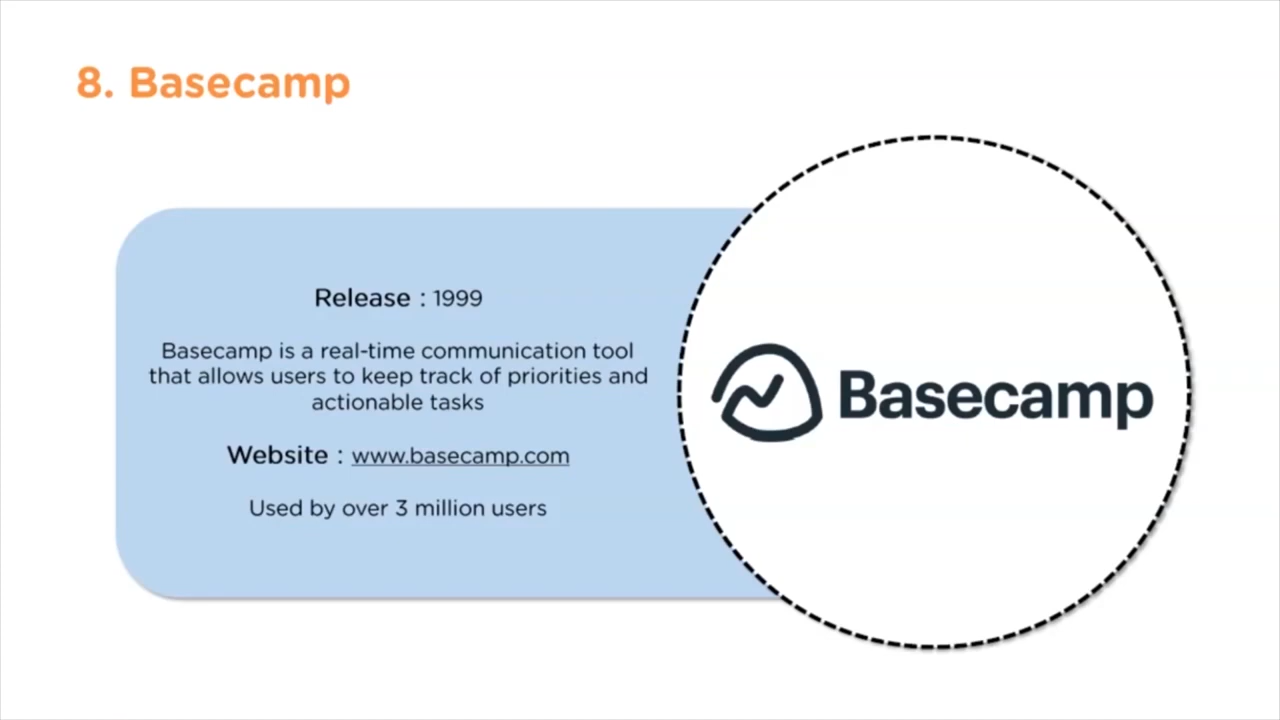 8. Basecamp
Release : 1999
Basecamp is a real-time communication tool
that allows users to keep track of priorities and
actionable tasks
Website : www.basecamp.com
Used by over 3 million users
Basecamp